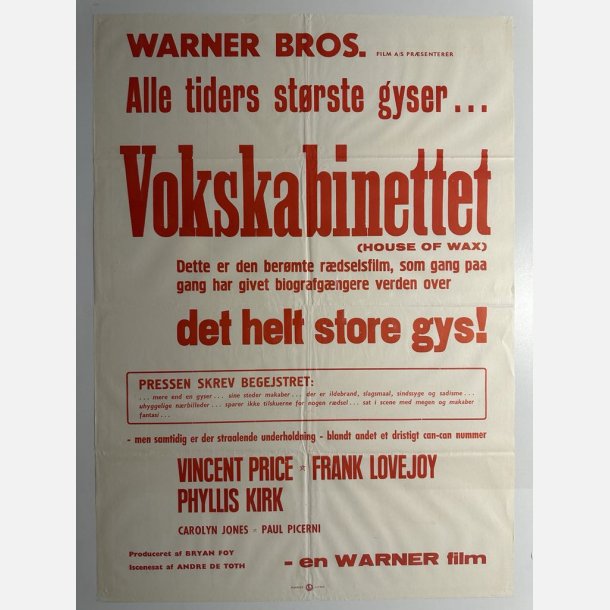 WARNER BROS. FILM A/S PRÆSENTERER
Alle tiders største gyser...
Vokskabinettet
(HOUSE OF WAX)
Dette er den berømte rædselsfilm, som gang paa
gang har givet biografgængere verden over
det helt store gys!
PRESSEN SKREV BEGEJSTRET:
... mere end en gyser... sine steder makaber... der er ildebrand, slagsmaal, sindssyge og sadisme...
uhyggelige nærbilleder... sparer ikke tilskuerne for nogen rædsel... sat i scene med megen og makaber
fantasi...
- men samtidig er der straalende underholdning - blandt andet et dristigt can-can nummer
VINCENT PRICE * FRANK LOVEJOY
PHYLLIS KIRK
CAROLYN JONES * PAUL PICERNI
Produceret af BRYAN FOY
Iscenesat af ANDRE DE TOTH
- en WARNER film